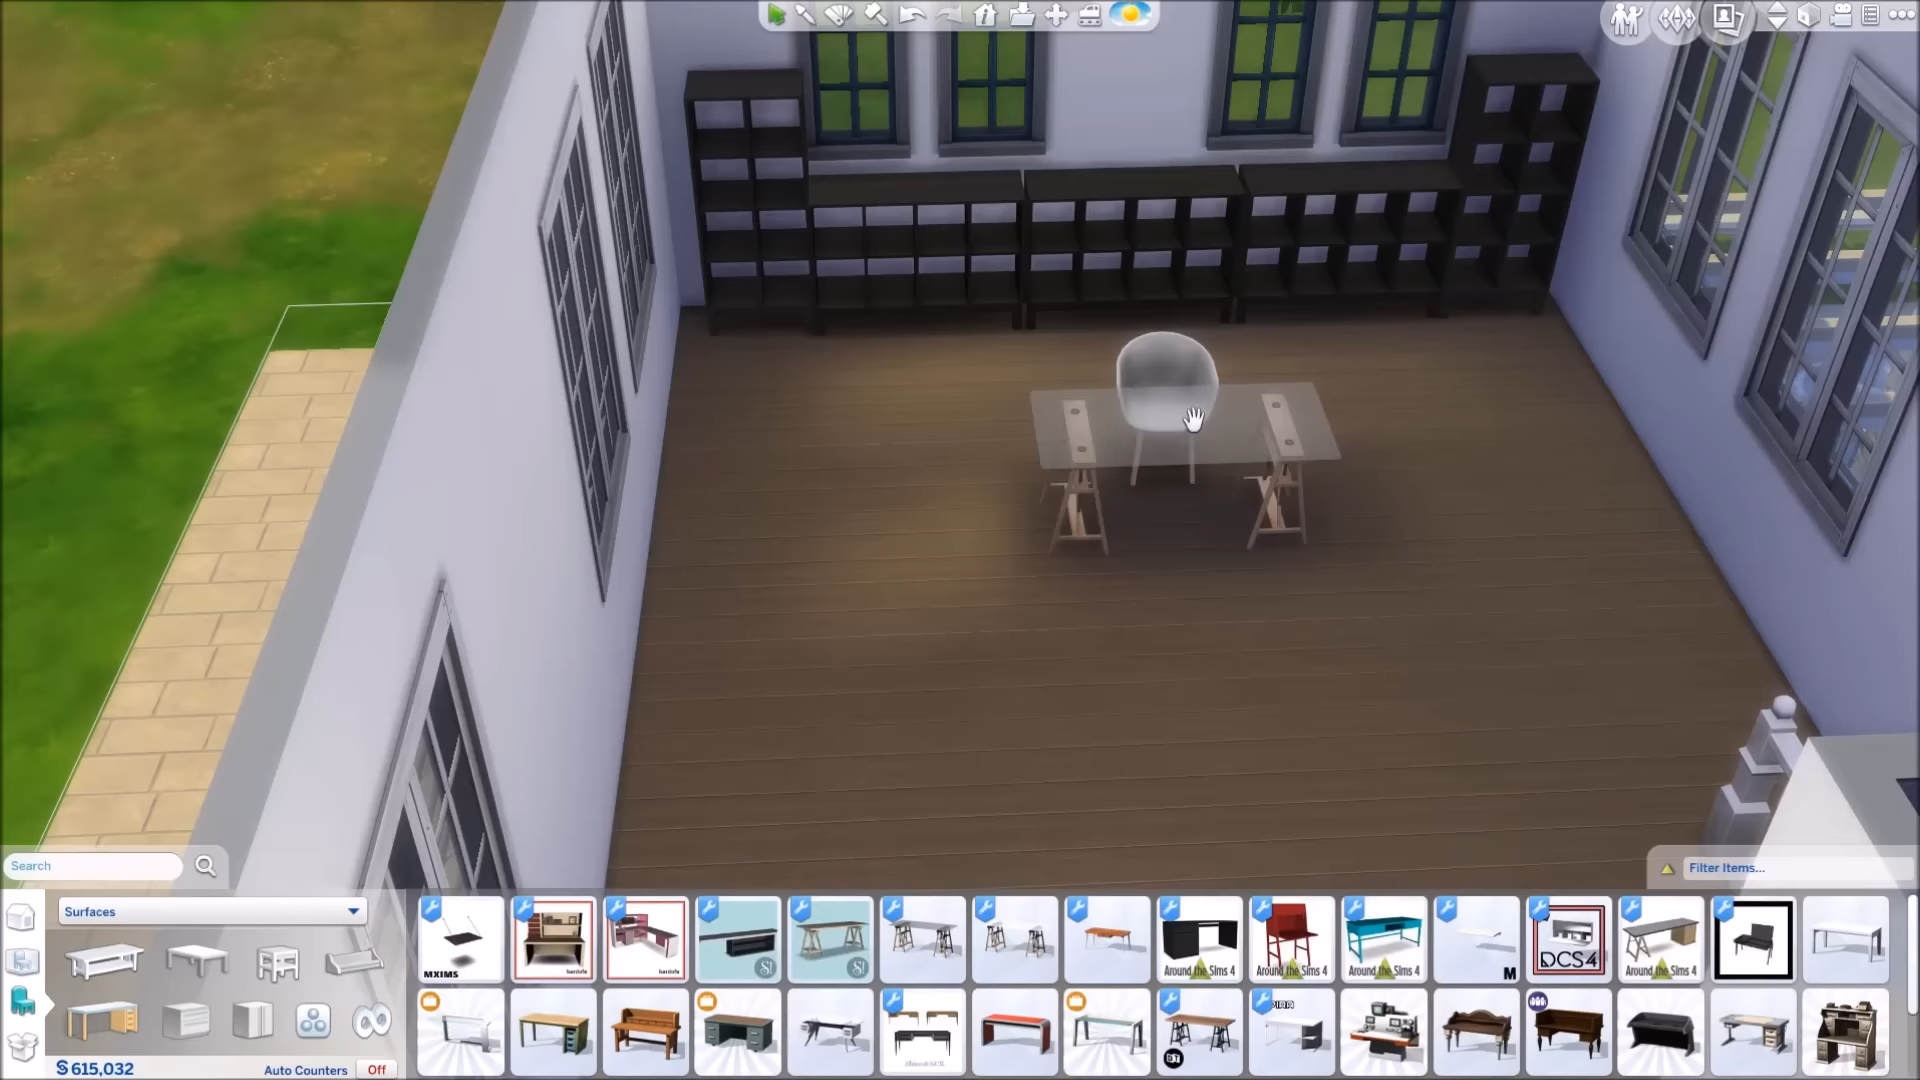 Search
Filter Items...
Surfaces
MXIMS
S!
S!
Around the Sims 4
Around the Sims 4
Around the Sims 4
M
DCS4
Around the Sims 4
§615,032
Auto Counters
Off